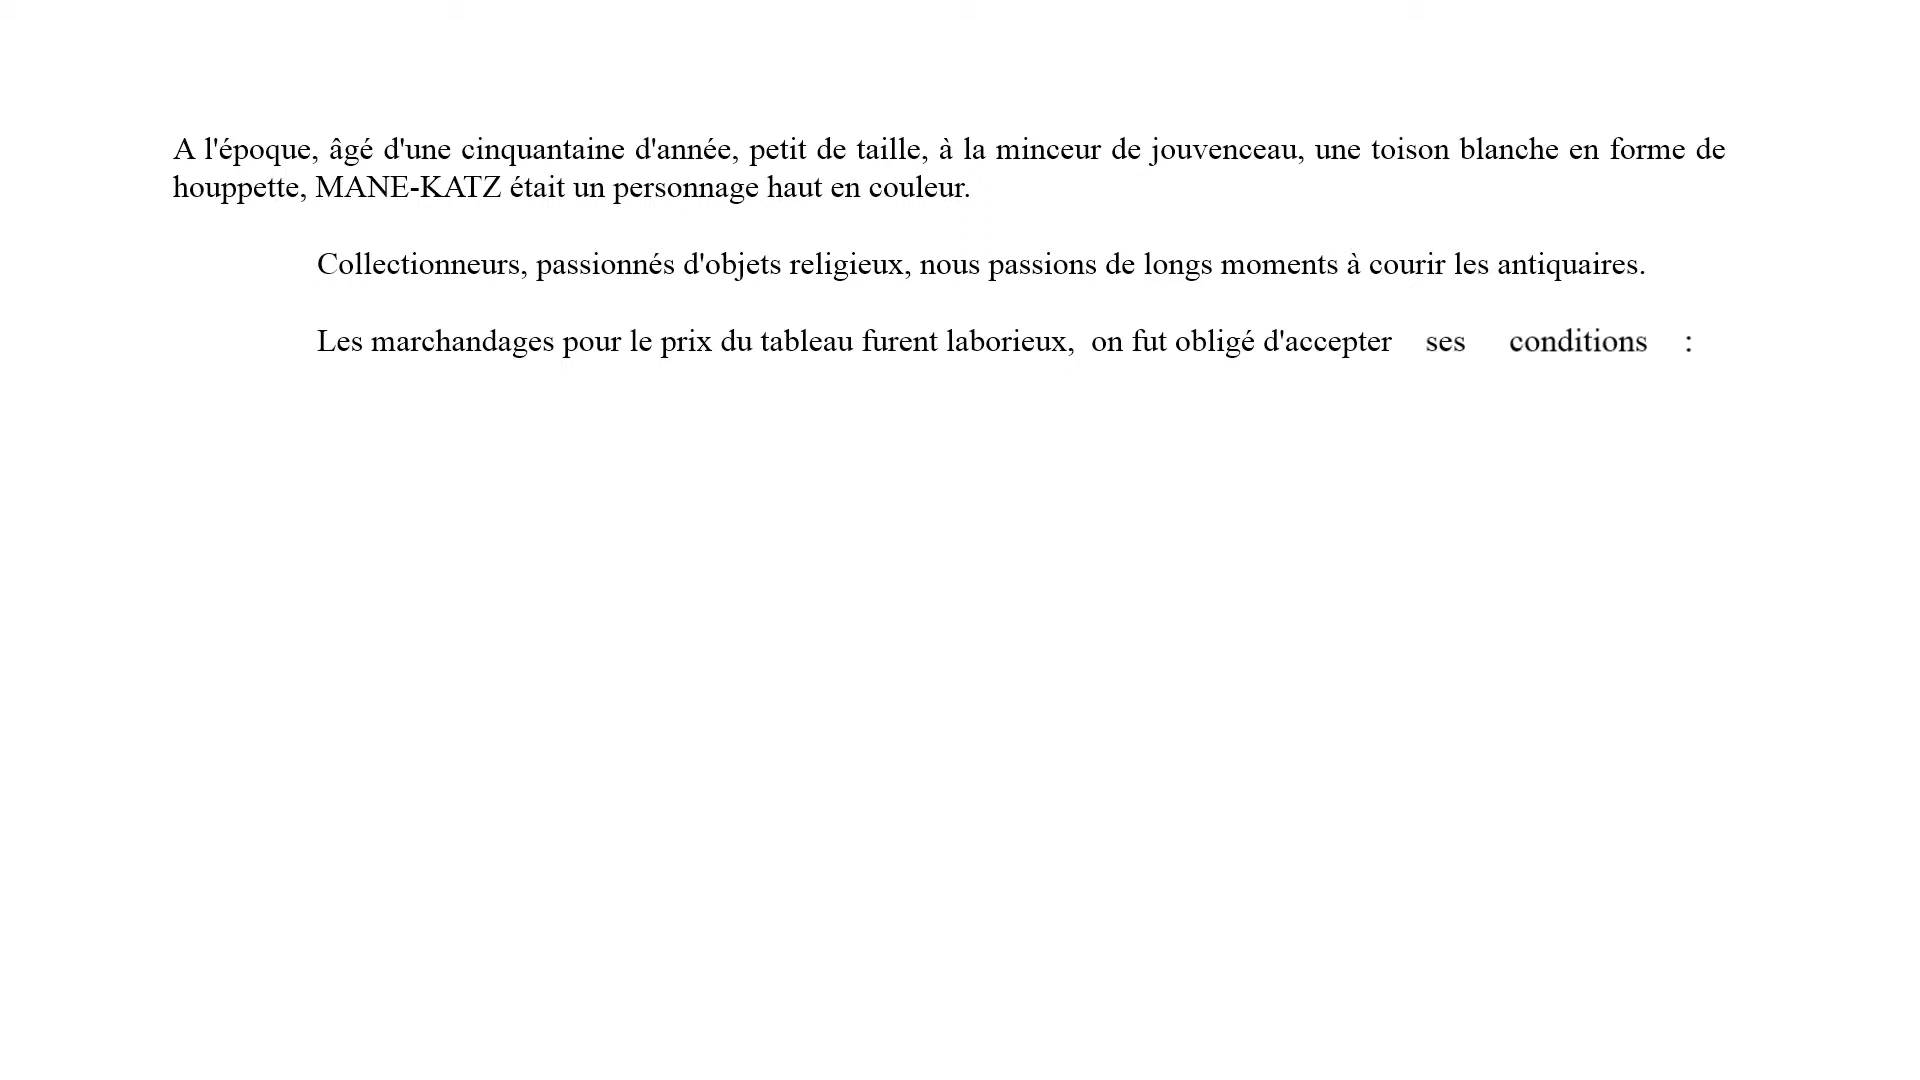 A l'époque, âgé d'une cinquantaine d'année, petit de taille, à la minceur de jouvenceau, une toison blanche en forme de
houppette, MANE-KATZ était un personnage haut en couleur.
Collectionneurs, passionnés d'objets religieux, nous passions de longs moments à courir les antiquaires.
Les marchandages pour le prix du tableau furent laborieux, on fut obligé d'accepter ses conditions :